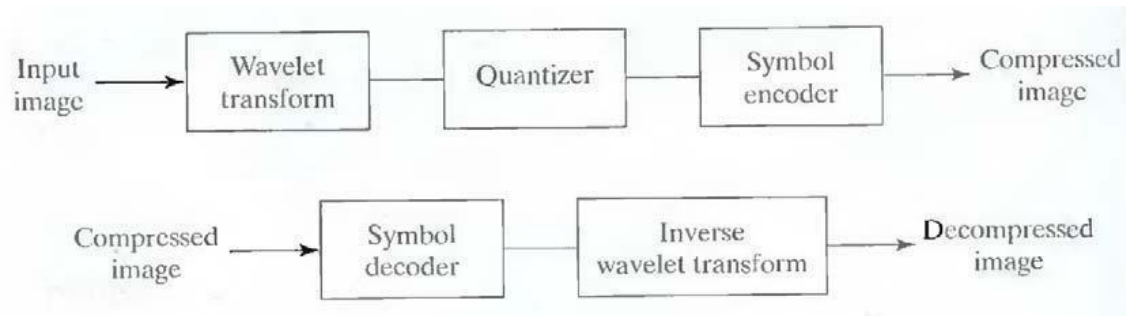 Input
image
Wavelet
transform
Quantizer
Symbol
encoder
Compressed
image
Compressed
image
Symbol
decoder
Inverse
wavelet transform
Decompressed
image